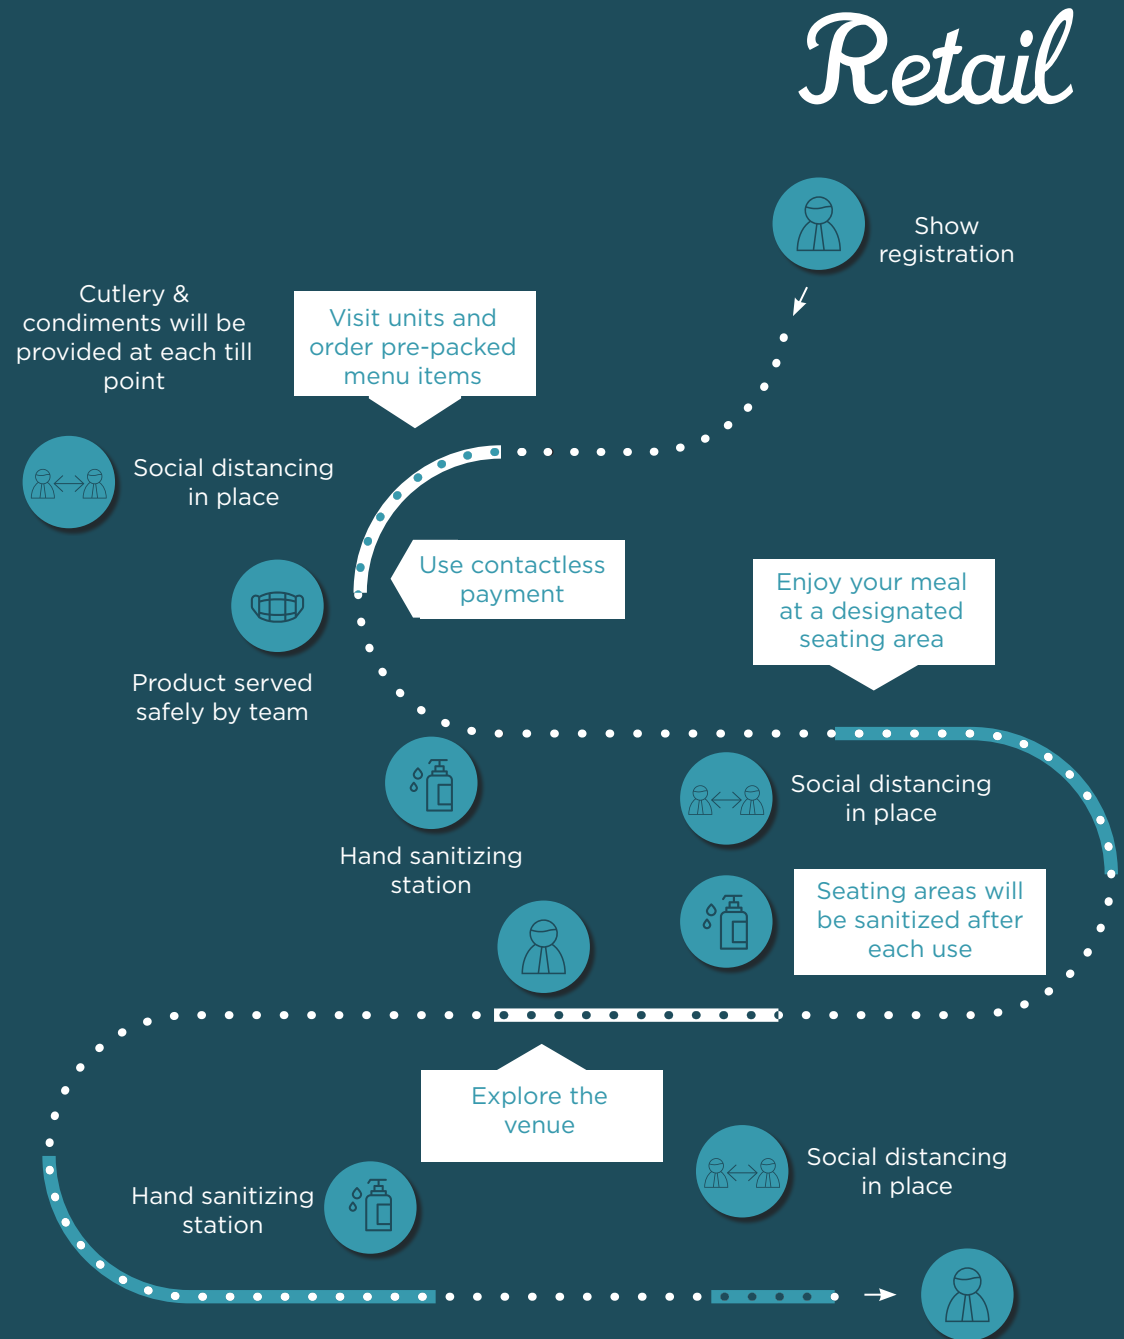 Retail
Show
registration
Cutlery &
condiments will be
provided at each till
point
Visit units and
order pre-packed
menu items
Social distancing
in place
Use contactless
payment
Product served
safely by team
Enjoy your meal
at a designated
seating area
Hand sanitizing
station
Social distancing
in place
Seating areas will
be sanitized after
each use
Explore the
venue
Social distancing
in place
Hand sanitizing
station